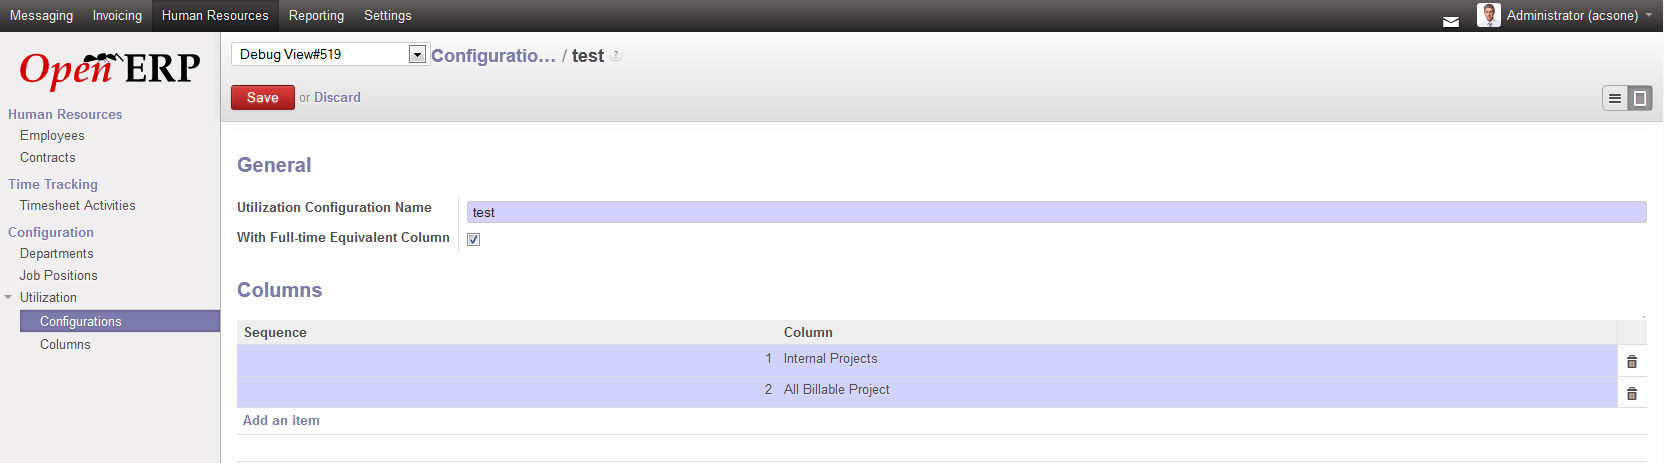 Messaging Invoicing Human Resources Reporting Settings Administrator (acsone)
Open ERP
Debug View#519 Configuratio... / test ?
Save or Discard
Human Resources
Employees
Contracts
Time Tracking
Timesheet Activities
Configuration
Departments
Job Positions
Utilization
Configurations
Columns
General
Utilization Configuration Name test
With Full-time Equivalent Column
Columns
Sequence Column
1 Internal Projects
2 All Billable Project
Add an item